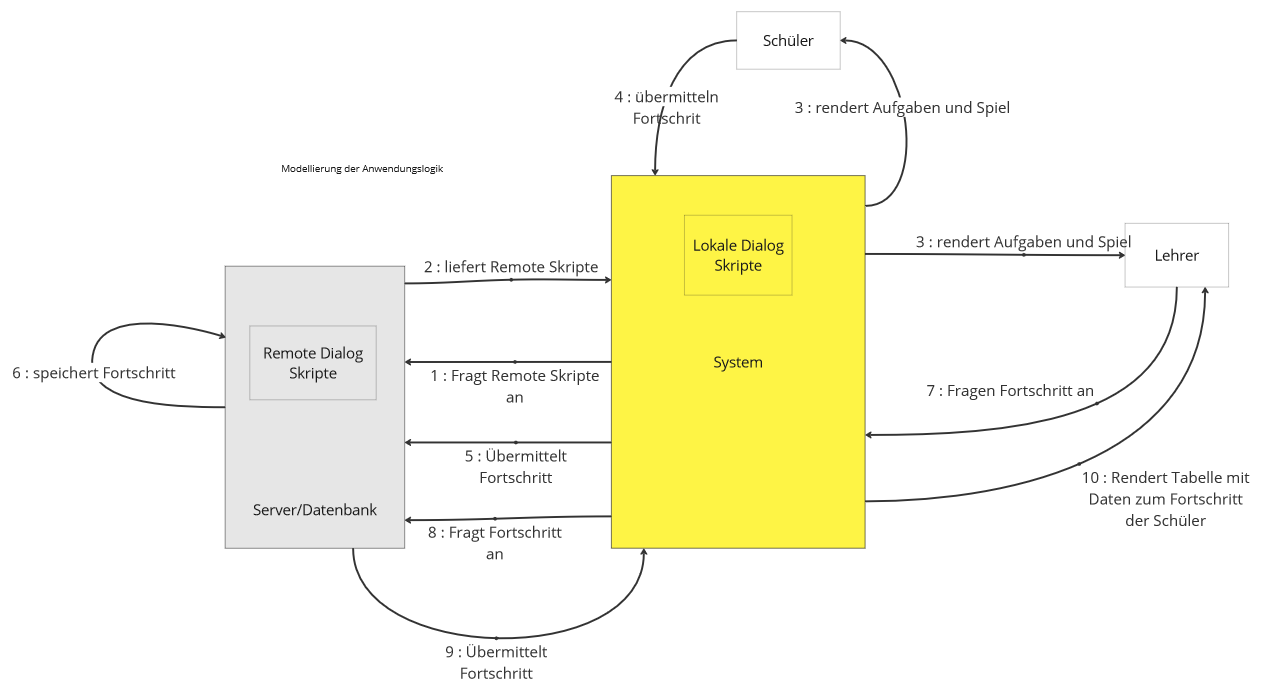 Schüler
4 : übermitteln
Fortschrit
3 : rendert Aufgaben und Spiel
Modellierung der Anwendungslogik
Lokale Dialog
Skripte
3 : rendert Aufgaben und Spiel
Lehrer
2 : liefert Remote Skripte
Remote Dialog
Skripte
System
6 : speichert Fortschritt
1 : Fragt Remote Skripte
an
7 : Fragen Fortschritt an
5 : Übermittelt
Fortschritt
10 : Rendert Tabelle mit
Daten zum Fortschritt
der Schüler
Server/Datenbank
8 : Fragt Fortschritt
an
9 : Übermittelt
Fortschritt